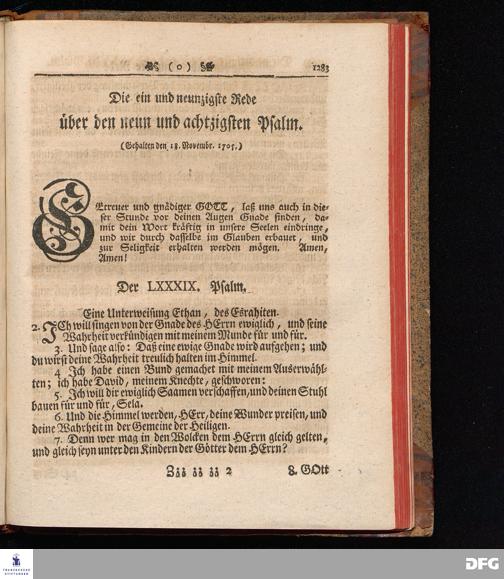 ( o ) 1283
Die ein und neunzigste Rede
über den neun und achtzigsten Psalm.
(Gehalten den 18. Novembr. 1705.)
GEtreuer und gnädiger GOTT, laß uns auch in die-
ser Stunde vor deinen Augen Gnade finden, da-
mit dein Wort kräftig in unsere Seelen eindringe,
und wir durch dasselbe im Glauben erbauet, und
zur Seligkeit erhalten werden mögen. Amen,
Amen!
Der LXXXIX. Psalm.
Eine Unterweisung Ethan, des Esrahiten.
2. ICh will singen von der Gnade des HErrn ewiglich, und seine
Wahrheit verkündigen mit meinem Munde für und für.
3. Und sage also: Daß eine ewige Gnade wird aufgehen; und
du wirst deine Wahrheit treulich halten im Himmel.
4 Ich habe einen Bund gemachet mit meinem Auserwähl-
ten; ich habe David, meinem Knechte, geschworen:
5. Ich will dir ewiglich Saamen verschaffen, und deinen Stuhl
bauen für und für, Sela.
6. Und die Himmel werden, HErr, deine Wunder preisen, und
deine Wahrheit in der Gemeine der Heiligen.
7. Denn wer mag in den Wolcken dem HErrn gleich gelten,
und gleich seyn unter den Kindern der Götter dem HErrn?
Zzz zz zz 2 8. GOtt
FRANCKESCHE
STIFTUNGEN
DFG